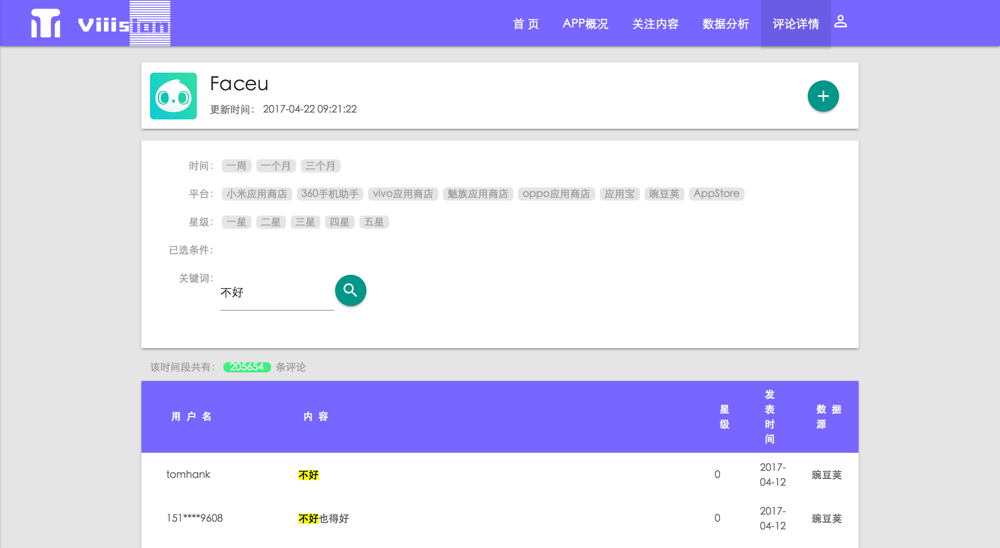 Viiision
首 页 APP概况 关注内容 数据分析 评论详情
Faceu
更新时间： 2017-04-22 09:21:22
时间： 一周 一个月 三个月
平台： 小米应用商店 360手机助手 vivo应用商店 魅族应用商店 oppo应用商店 应用宝 豌豆荚 AppStore
星级： 一星 二星 三星 四星 五星
已选条件：
关键词：
不好
该时间段共有： 205654 条评论
用 户 名 内 容 星级 发表时间 数 据源
tomhank 不好 0 2017-04-12 豌豆荚
151****9608 不好也得好 0 2017-04-12 豌豆荚